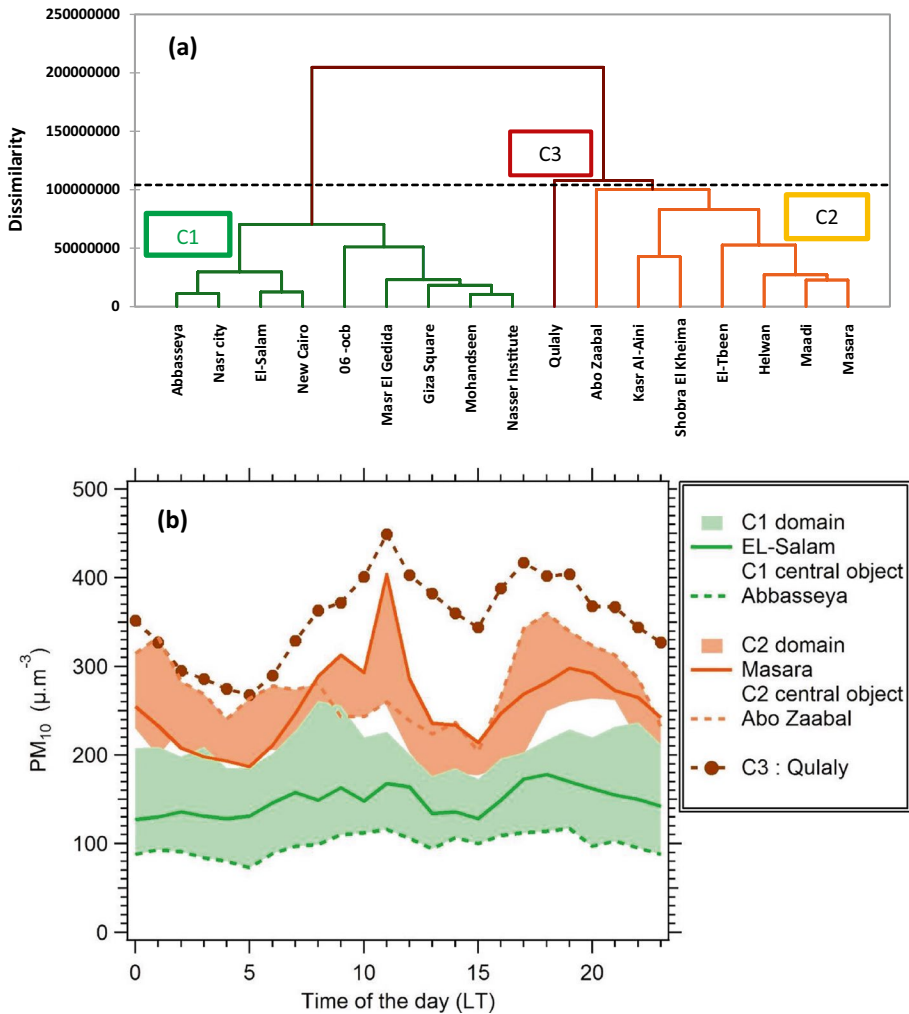 (a)
250000000
200000000
150000000
100000000
50000000
0
Dissimilarity
C1
C3
C2
Abbasseya
Nasr city
El-Salam
New Cairo
06 -ocb
Masr El Gedida
Giza Square
Mohandseen
Nasser Institute
Qulaly
Abo Zaabal
Kasr Al-Aini
Shobra El Kheima
El-Tbeen
Helwan
Maadi
Masara
(b)
500
400
300
200
100
0
PM10 (µ.m-3)
0
5
10
15
20
Time of the day (LT)
C1 domain
EL-Salam
C1 central object
Abbasseya
C2 domain
Masara
C2 central object
Abo Zaabal
C3 : Qulaly